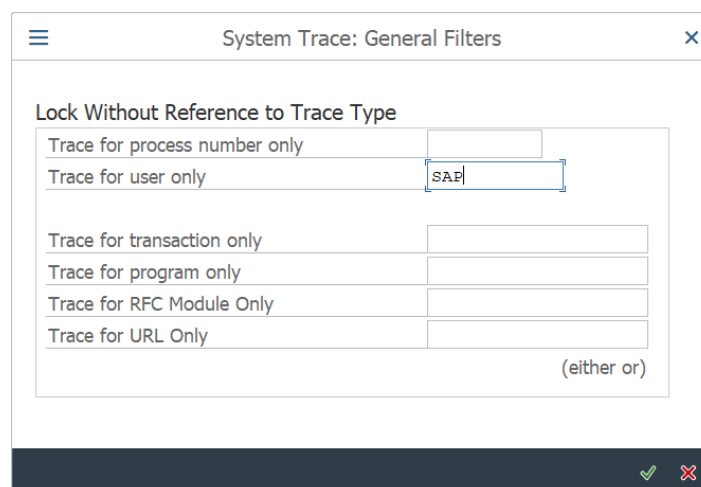 System Trace: General Filters
Lock Without Reference to Trace Type
Trace for process number only
Trace for user only SAP
Trace for transaction only
Trace for program only
Trace for RFC Module Only
Trace for URL Only
(either or)